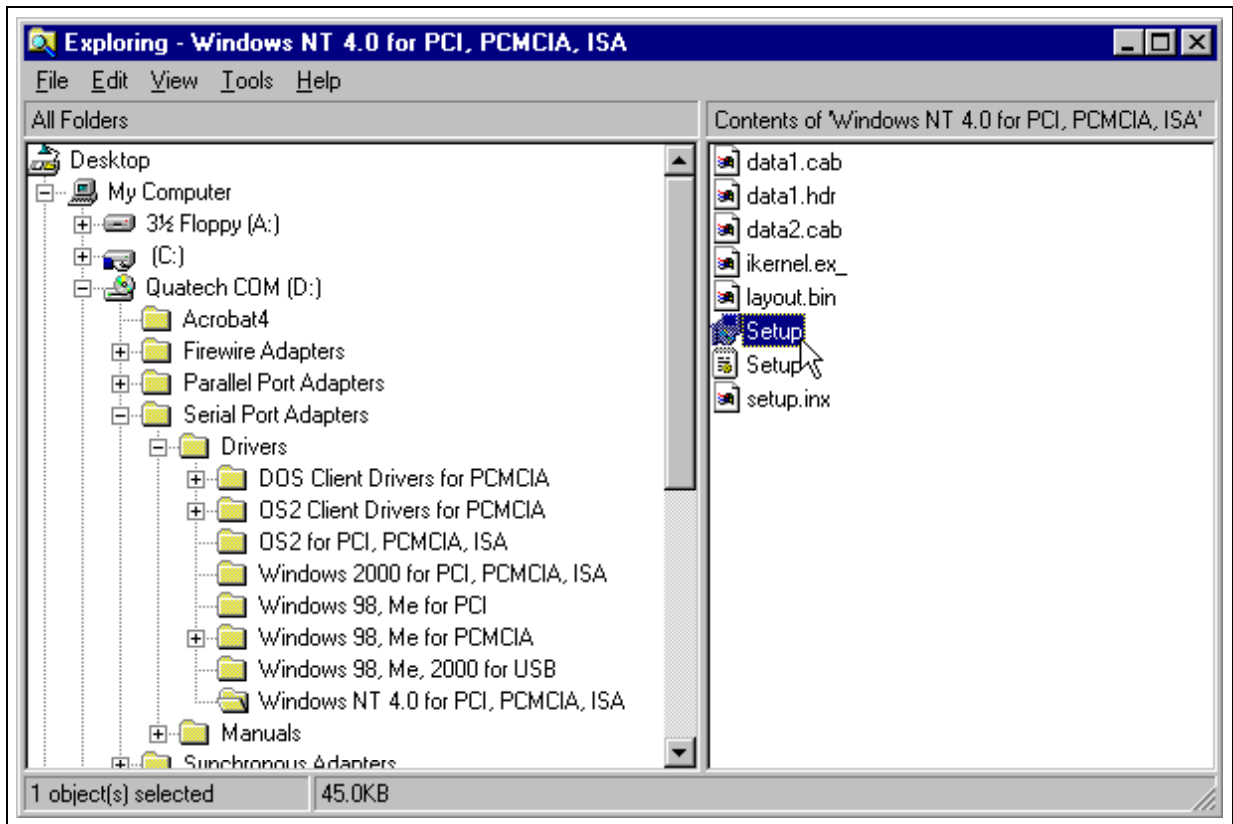 Exploring - Windows NT 4.0 for PCI, PCMCIA, ISA
File Edit View Tools Help
All Folders
Contents of 'Windows NT 4.0 for PCI, PCMCIA, ISA'
Desktop
My Computer
3½ Floppy (A:)
(C:)
Quatech COM (D:)
Acrobat4
Firewire Adapters
Parallel Port Adapters
Serial Port Adapters
Drivers
DOS Client Drivers for PCMCIA
OS2 Client Drivers for PCMCIA
OS2 for PCI, PCMCIA, ISA
Windows 2000 for PCI, PCMCIA, ISA
Windows 98, Me for PCI
Windows 98, Me for PCMCIA
Windows 98, Me, 2000 for USB
Windows NT 4.0 for PCI, PCMCIA, ISA
Manuals
Synchronous Adapters
data1.cab
data1.hdr
data2.cab
ikernel.ex_
layout.bin
Setup
Setup
setup.inx
1 object(s) selected
45.0KB